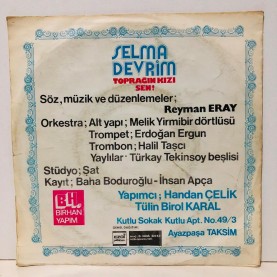 SELMA
DEVRİM
TOPRAĞIN KIZI
SEN!
Söz, müzik ve düzenlemeler;
Reyman ERAY
Orkestra; Alt yapı; Melik Yirmibir dörtlüsü
Trompet; Erdoğan Ergun
Trombon; Halil Taşcı
Yaylılar - Türkay Tekinokay beşlisi
Stüdyo; Şat
Kayıt; Baha Boduroğlu - İhsan Apça
BH
BİRHAN
YAPIM
Yapımcı; Handan ÇELİK
Tülin Birol KARAL
Kutlu Sokak Kutlu Apt. No.49/3
Ayazpaşa TAKSİM